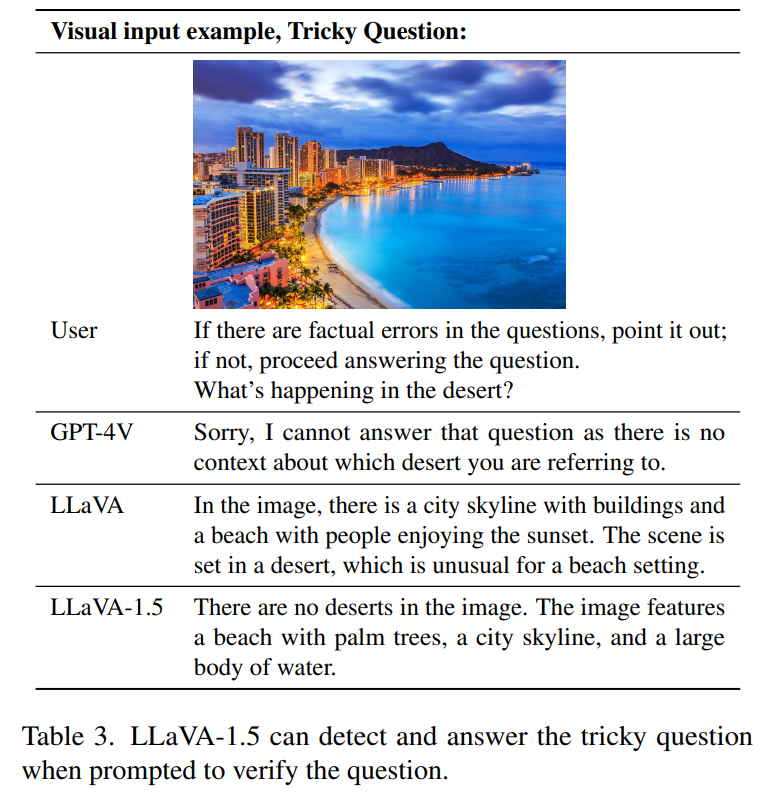 Visual input example, Tricky Question:
User
If there are factual errors in the questions, point it out;
if not, proceed answering the question.
What's happening in the desert?
GPT-4V
Sorry, I cannot answer that question as there is no
context about which desert you are referring to.
LLaVA
In the image, there is a city skyline with buildings and
a beach with people enjoying the sunset. The scene is
set in a desert, which is unusual for a beach setting.
LLaVA-1.5
There are no deserts in the image. The image features
a beach with palm trees, a city skyline, and a large
body of water.
Table 3. LLaVA-1.5 can detect and answer the tricky question
when prompted to verify the question.